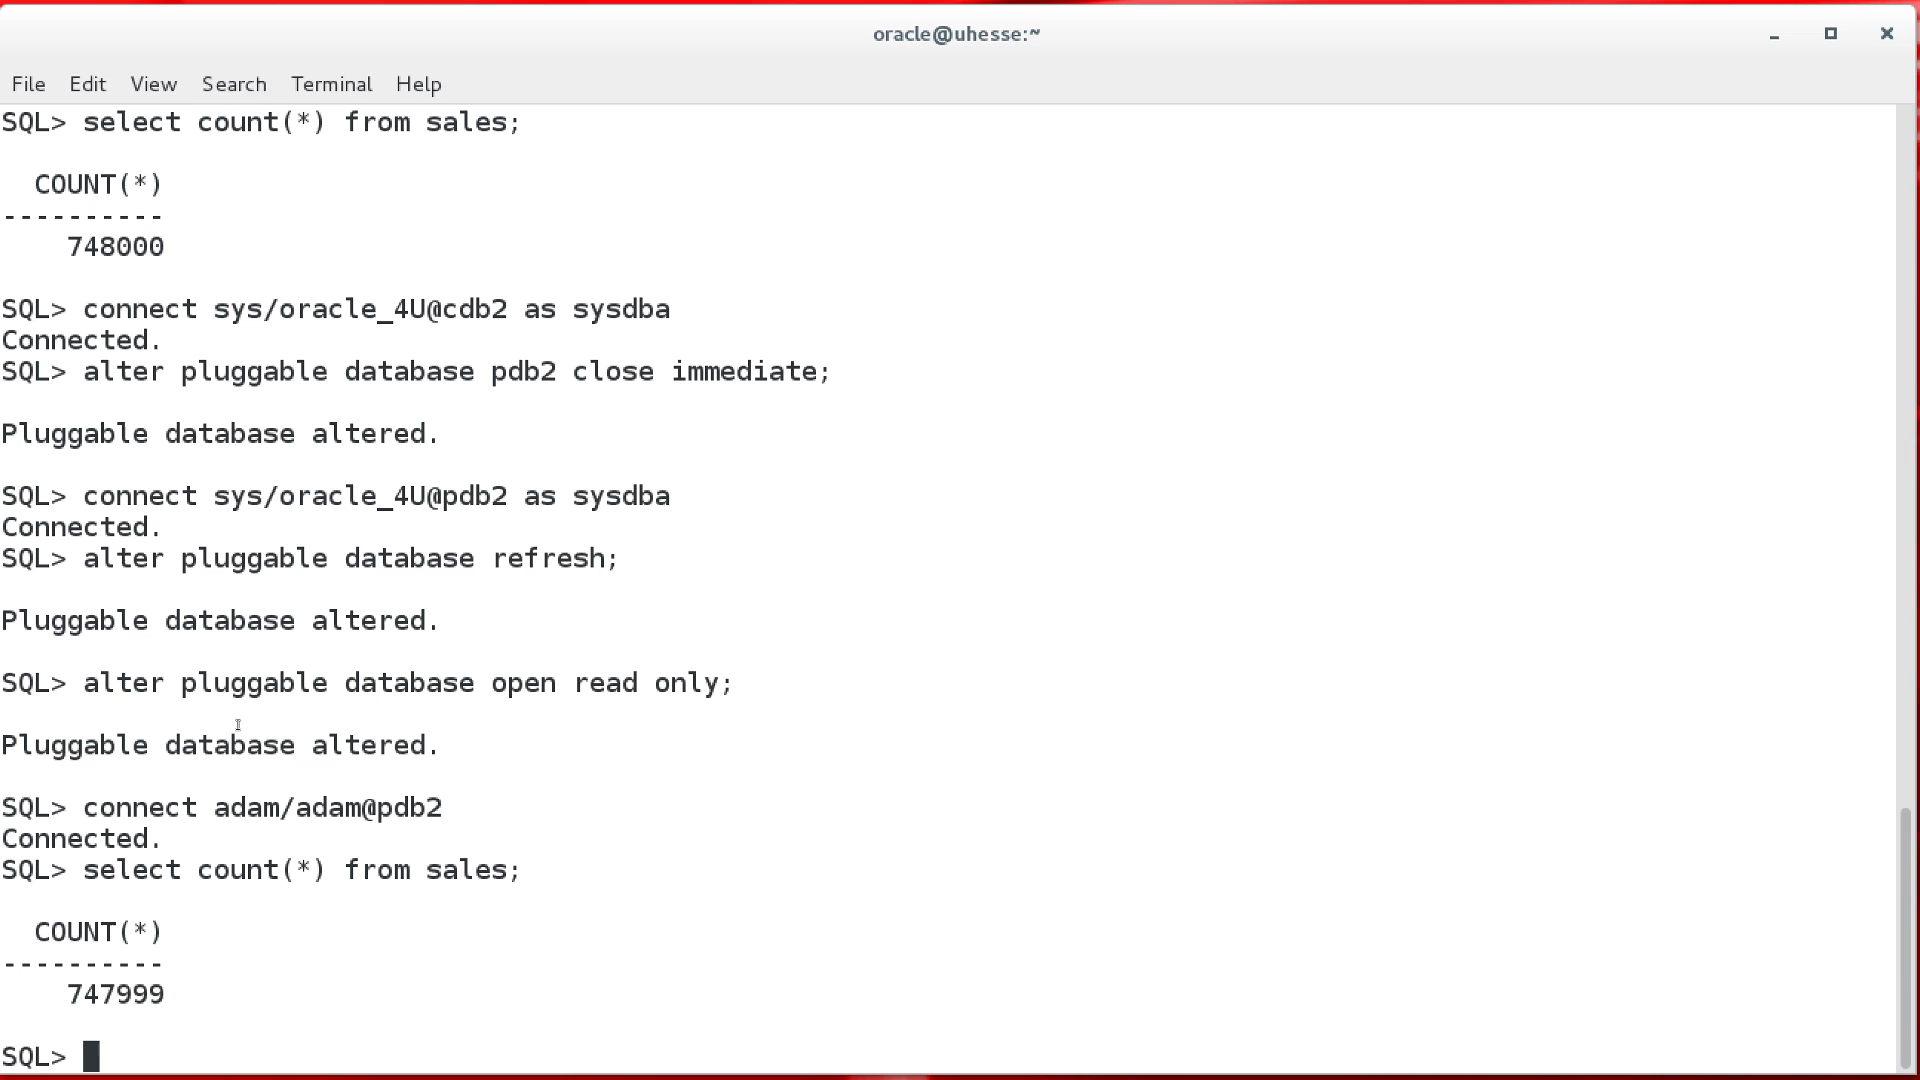 oracle@uhesse:~
File Edit View Search Terminal Help
SQL> select count(*) from sales;
COUNT(*)
----------
748000
SQL> connect sys/oracle_4U@cdb2 as sysdba
Connected.
SQL> alter pluggable database pdb2 close immediate;
Pluggable database altered.
SQL> connect sys/oracle_4U@pdb2 as sysdba
Connected.
SQL> alter pluggable database refresh;
Pluggable database altered.
SQL> alter pluggable database open read only;
Pluggable database altered.
SQL> connect adam/adam@pdb2
Connected.
SQL> select count(*) from sales;
COUNT(*)
----------
747999
SQL>